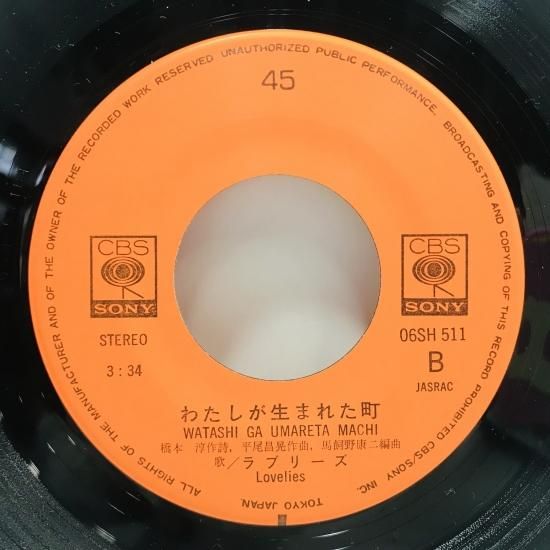 ALL RIGHTS OF THE MANUFACTURER AND OF THE OWNER OF THE RECORDED WORK RESERVED UNAUTHORIZED PUBLIC PERFORMANCE, BROADCASTING AND COPYING OF THIS RECORD PROHIBITED CBS/SONY INC. TOKYO JAPAN.
45
CBS
SONY
CBS
SONY
STEREO
3:34
06SH 511
B
JASRAC
わたしが生まれた町
WATASHI GA UMARETA MACHI
橋本 淳作詩, 平尾昌晃作曲, 馬飼野康二編曲
歌/ラブリーズ
Lovelies